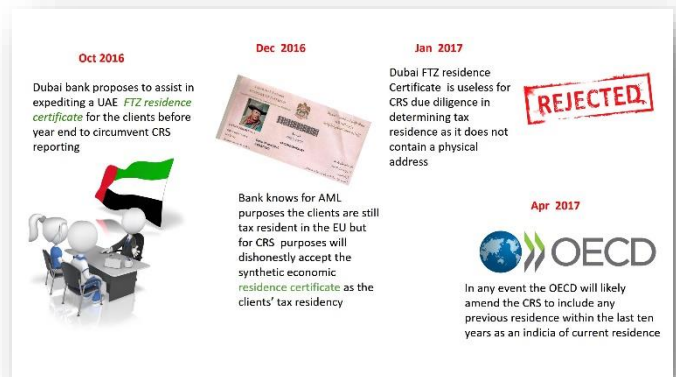 Oct 2016
Dubai bank proposes to assist in
expediting a UAE FTZ residence
certificate for the clients before
year end to circumvent CRS
reporting
Dec 2016
Bank knows for AML
purposes the clients are still
tax resident in the EU but
for CRS purposes will
dishonestly accept the
synthetic economic
residence certificate as the
clients' tax residency
Jan 2017
Dubai FTZ residence
Certificate is useless for
CRS due diligence in
determining tax
residence as it does not
contain a physical
address
REJECTED
Apr 2017
OECD
In any event the OECD will likely
amend the CRS to include any
previous residence within the last ten
years as an indicia of current residence